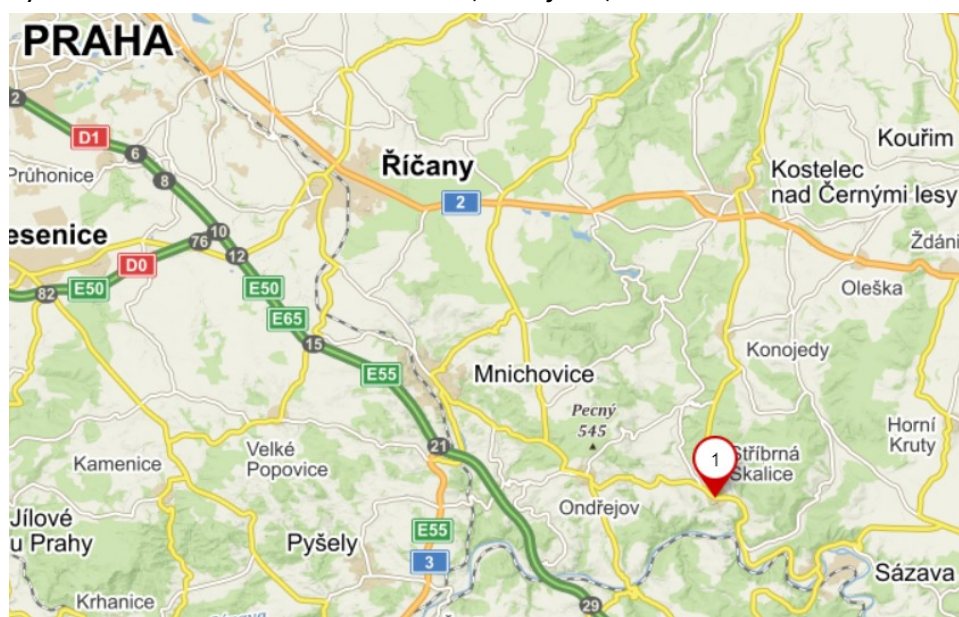 PRAHA
2
D1
6
Průhonice
8
Říčany
2
Kouřim
Kostelec
nad Černými lesy
esenice
76
10
12
D0
82
E50
E50
E65
15
E55
Ždáni
Oleška
Konojedy
Mnichovice
Pecný
545
Horní
Kruty
21
Velké
Popovice
Kamenice
1
Stříbrná
Skalice
Ondřejov
Jílové
u Prahy
Pyšely
E55
3
Sázava
Krhanice
29